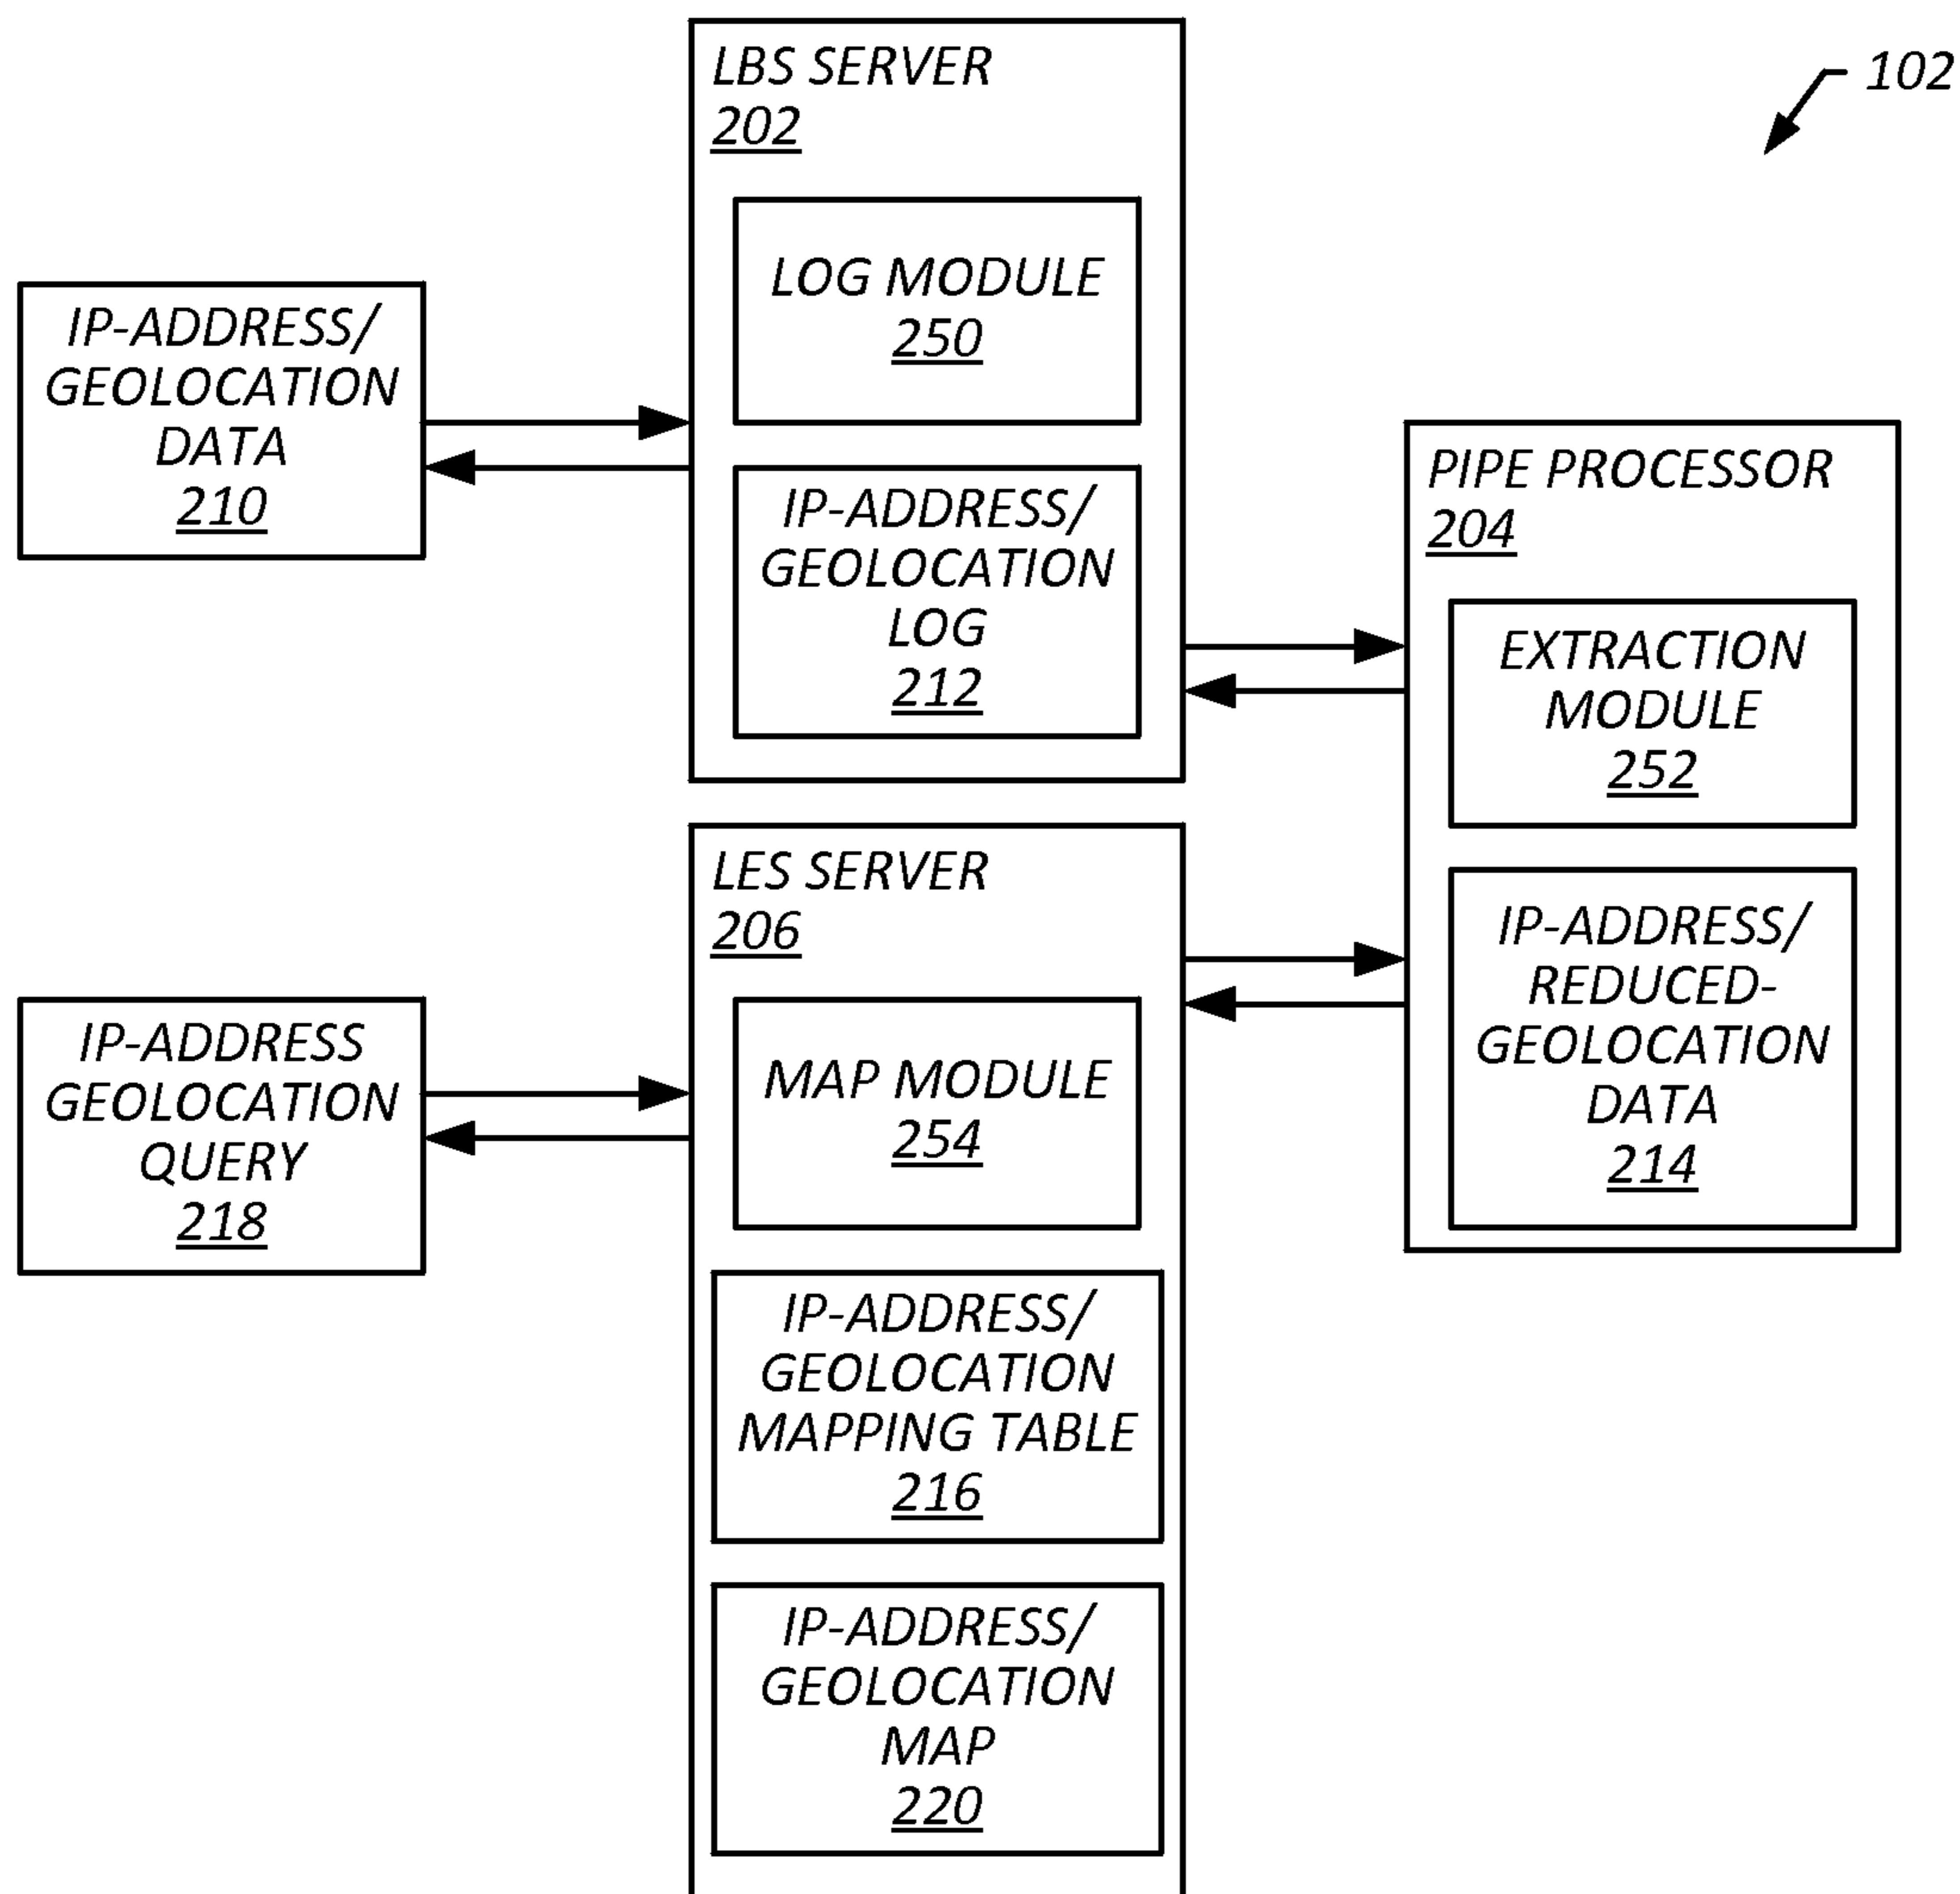 LBS SERVER
202
102
LOG MODULE
250
IP-ADDRESS/
GEOLOCATION
DATA
210
IP-ADDRESS/
GEOLOCATION
LOG
212
PIPE PROCESSOR
204
EXTRACTION
MODULE
252
IP-ADDRESS/
REDUCED-
GEOLOCATION
DATA
214
LES SERVER
206
MAP MODULE
254
IP-ADDRESS
GEOLOCATION
QUERY
218
IP-ADDRESS/
GEOLOCATION
MAPPING TABLE
216
IP-ADDRESS/
GEOLOCATION
MAP
220